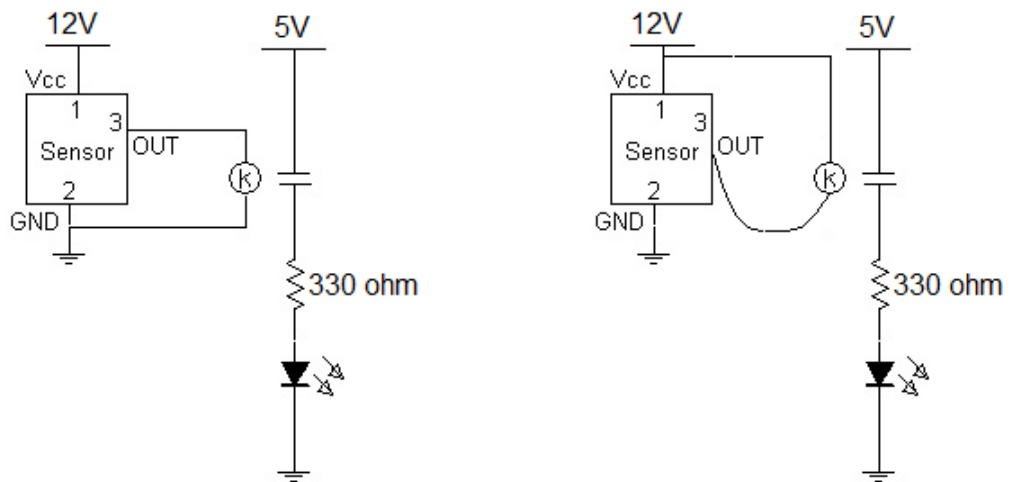 12V
5V
Vcc
1
3
Sensor
OUT
k
2
GND
330 ohm
12V
5V
Vcc
1
3
Sensor
OUT
k
2
GND
330 ohm